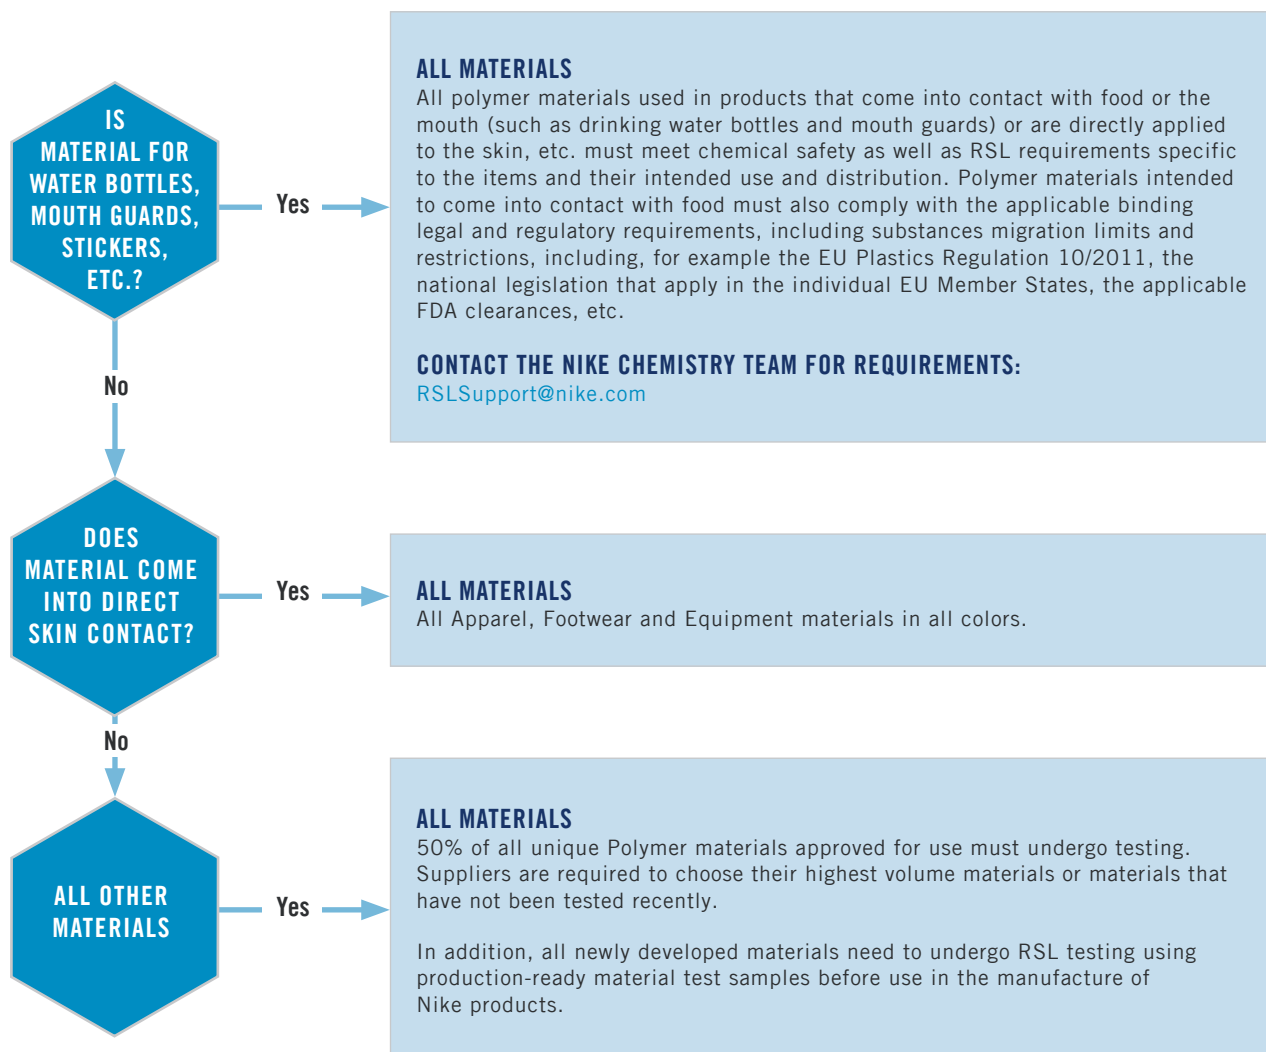 IS
MATERIAL FOR
WATER BOTTLES,
MOUTH GUARDS,
STICKERS,
ETC.?
Yes
ALL MATERIALS
All polymer materials used in products that come into contact with food or the
mouth (such as drinking water bottles and mouth guards) or are directly applied
to the skin, etc. must meet chemical safety as well as RSL requirements specific
to the items and their intended use and distribution. Polymer materials intended
to come into contact with food must also comply with the applicable binding
legal and regulatory requirements, including substances migration limits and
restrictions, including, for example the EU Plastics Regulation 10/2011, the
national legislation that apply in the individual EU Member States, the applicable
FDA clearances, etc.
CONTACT THE NIKE CHEMISTRY TEAM FOR REQUIREMENTS:
RSLSupport@nike.com
No
DOES
MATERIAL COME
INTO DIRECT
SKIN CONTACT?
Yes
ALL MATERIALS
All Apparel, Footwear and Equipment materials in all colors.
No
ALL OTHER
MATERIALS
Yes
ALL MATERIALS
50% of all unique Polymer materials approved for use must undergo testing.
Suppliers are required to choose their highest volume materials or materials that
have not been tested recently.
In addition, all newly developed materials need to undergo RSL testing using
production-ready material test samples before use in the manufacture of
Nike products.